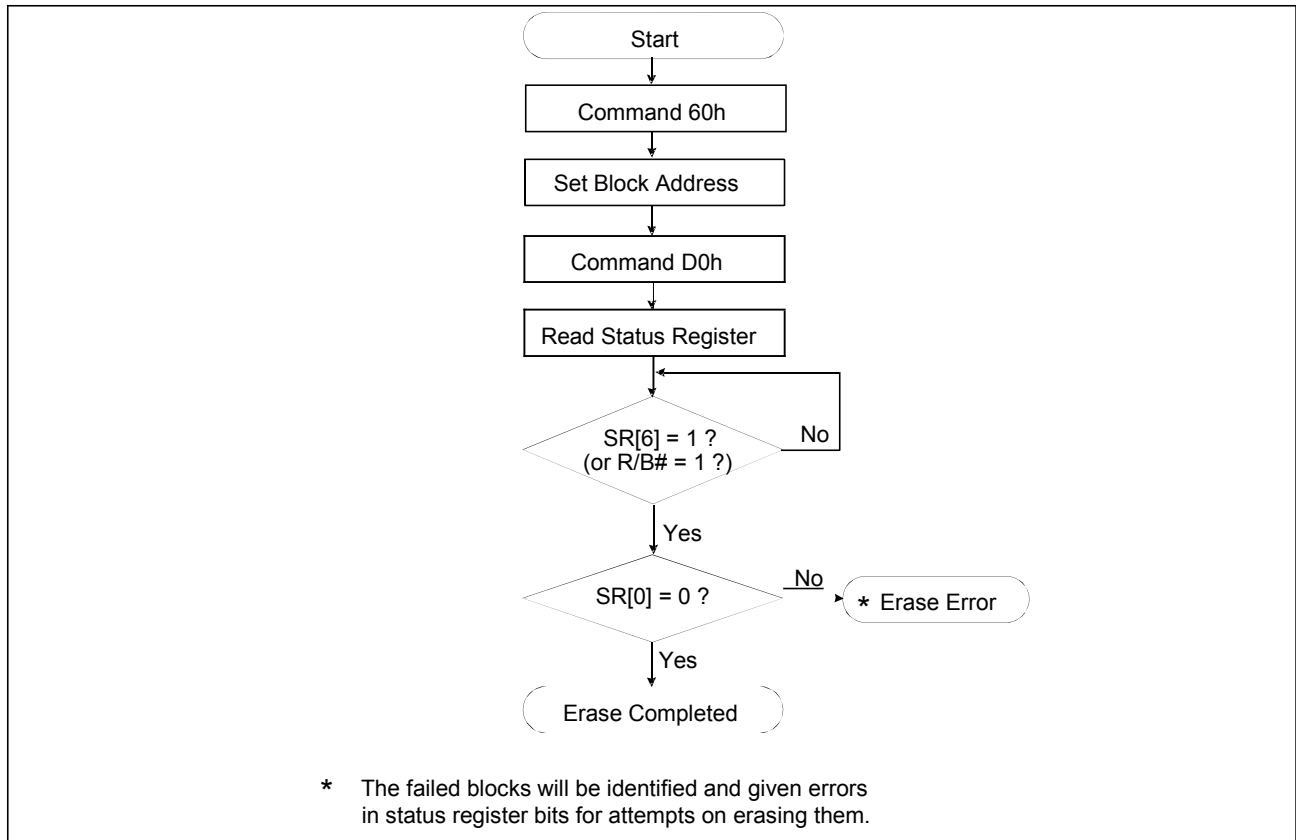 Start
Command 60h
Set Block Address
Command D0h
Read Status Register
SR[6] = 1 ?
(or R/B# = 1 ?)
No
Yes
SR[0] = 0 ?
No
* Erase Error
Yes
Erase Completed
* The failed blocks will be identified and given errors
in status register bits for attempts on erasing them.